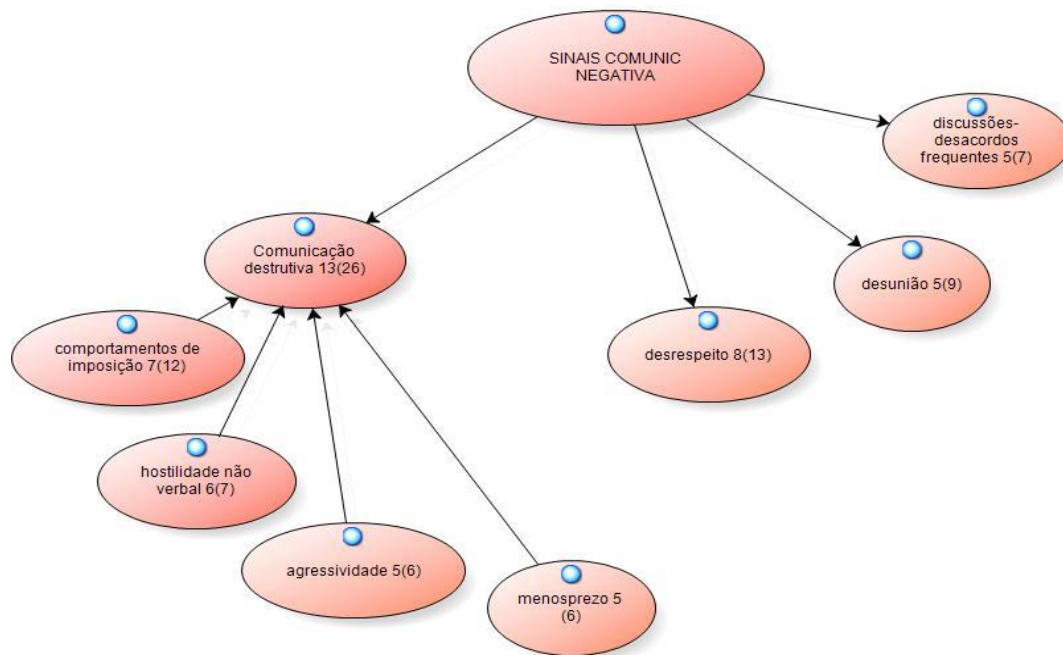 SINAIS COMUNIC
NEGATIVA
discussões-
desacordos
frequentes 5(7)
Comunicação
destrutiva 13(26)
desunião 5(9)
comportamentos de
imposição 7(12)
desrespeito 8(13)
hostilidade não
verbal 6(7)
agressividade 5(6)
menosprezo 5
(6)